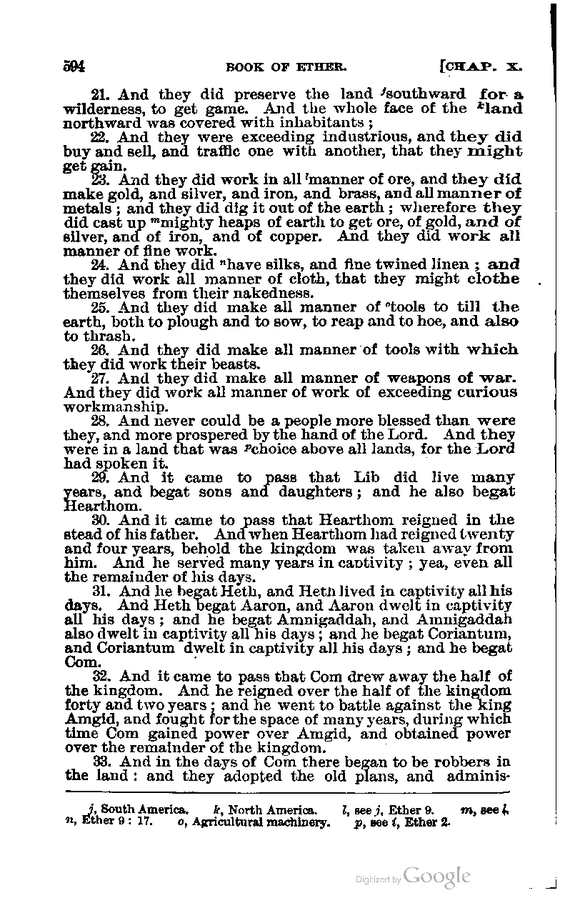 594 BOOK OF ETHER. [CHAP. X.
21. And they did preserve the land ʲsouthward for a
wilderness, to get game. And the whole face of the ᵏland
northward was covered with inhabitants ;
22. And they were exceeding industrious, and they did
buy and sell, and traffic one with another, that they might
get gain.
23. And they did work in all ˡmanner of ore, and they did
make gold, and silver, and iron, and brass, and all manner of
metals ; and they did dig it out of the earth ; wherefore they
did cast up ᵐmighty heaps of earth to get ore, of gold, and of
silver, and of iron, and of copper. And they did work all
manner of fine work.
24. And they did ⁿhave silks, and fine twined linen ; and
they did work all manner of cloth, that they might clothe
themselves from their nakedness.
25. And they did make all manner of ᵒtools to till the
earth, both to plough and to sow, to reap and to hoe, and also
to thrash.
26. And they did make all manner of tools with which
they did work their beasts.
27. And they did make all manner of weapons of war.
And they did work all manner of work of exceeding curious
workmanship.
28. And never could be a people more blessed than were
they, and more prospered by the hand of the Lord. And they
were in a land that was ᵖchoice above all lands, for the Lord
had spoken it.
29. And it came to pass that Lib did live many
years, and begat sons and daughters ; and he also begat
Hearthom.
30. And it came to pass that Hearthom reigned in the
stead of his father. And when Hearthom had reigned twenty
and four years, behold the kingdom was taken away from
him. And he served many years in captivity ; yea, even all
the remainder of his days.
31. And he begat Heth, and Heth lived in captivity all his
days. And Heth begat Aaron, and Aaron dwelt in captivity
all his days ; and he begat Amnigaddah, and Amnigaddah
also dwelt in captivity all his days ; and he begat Coriantum,
and Coriantum dwelt in captivity all his days ; and he begat
Com.
32. And it came to pass that Com drew away the half of
the kingdom. And he reigned over the half of the kingdom
forty and two years ; and he went to battle against the king
Amgid, and fought for the space of many years, during which
time Com gained power over Amgid, and obtained power
over the remainder of the kingdom.
33. And in the days of Com there began to be robbers in
the land : and they adopted the old plans, and adminis-
j, South America. k, North America. l, see j, Ether 9. m, see l.
n, Ether 9 : 17. o, Agricultural machinery. p, see i, Ether 2.
Digitized by Google